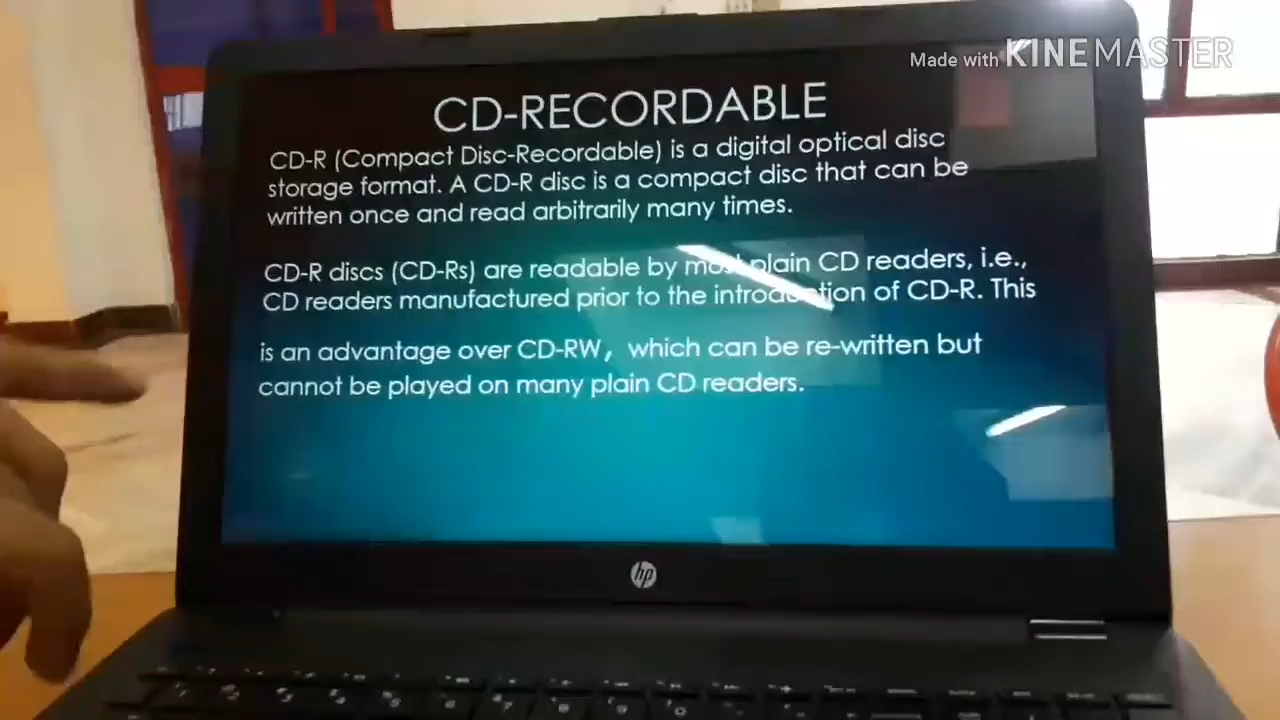 Made with KINEMASTER
CD-RECORDABLE
CD-R (Compact Disc-Recordable) is a digital optical disc
storage format. A CD-R disc is a compact disc that can be
written once and read arbitrarily many times.
CD-R discs (CD-Rs) are readable by most plain CD readers, i.e.,
CD readers manufactured prior to the introduction of CD-R. This
is an advantage over CD-RW, which can be re-written but
cannot be played on many plain CD readers.
hp